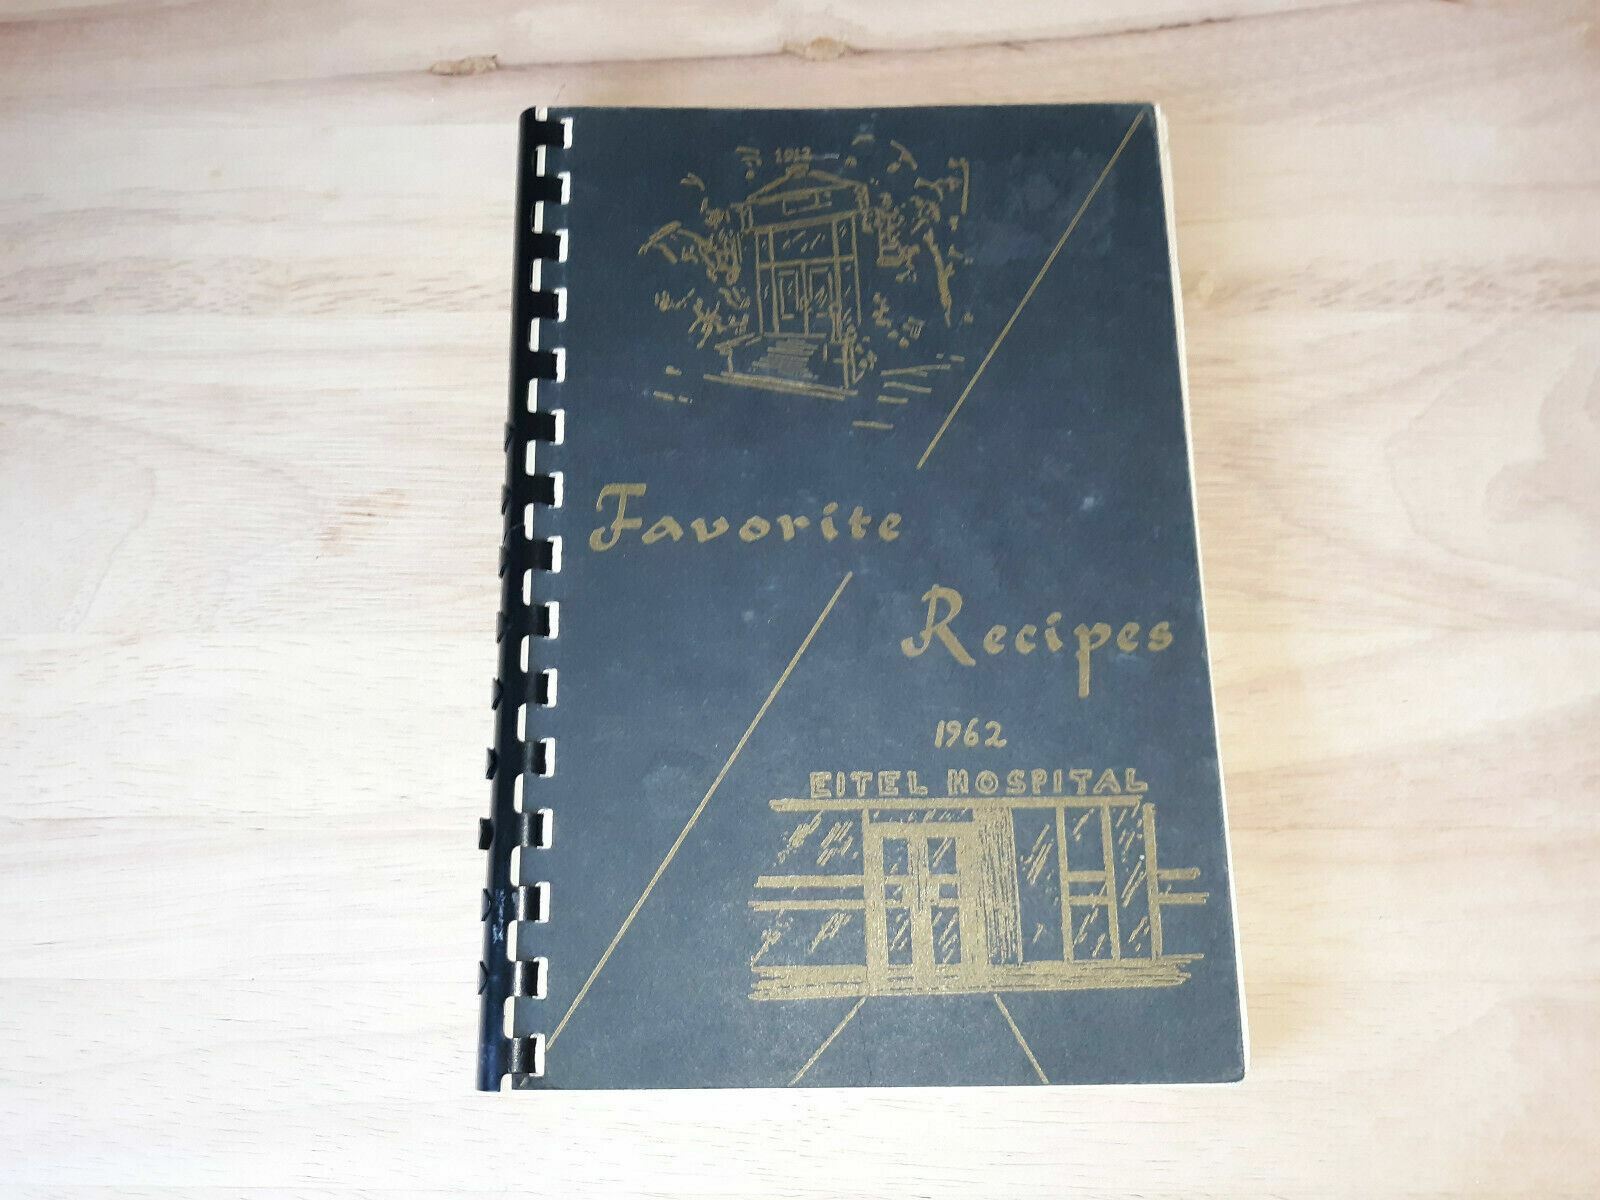 1912
Favorite
Recipes
1962
EITEL HOSPITAL